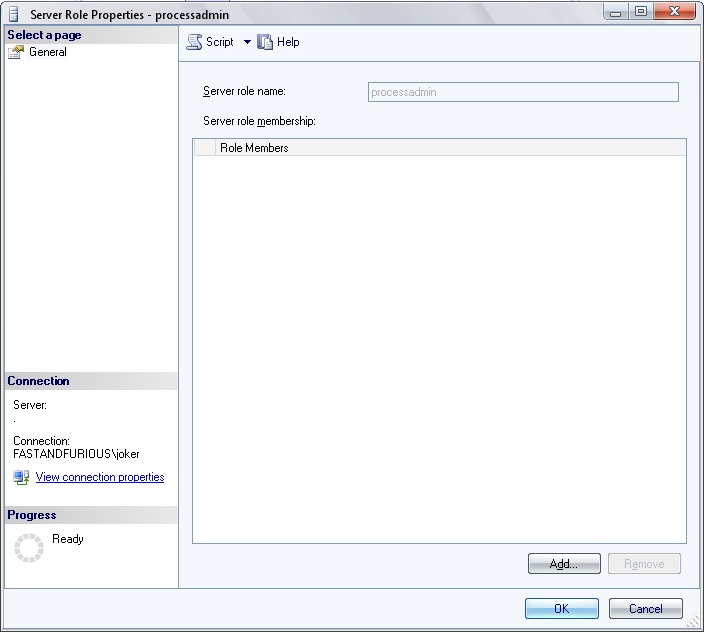 Server Role Properties - processadmin
Select a page
General
Script
Help
Server role name:
processadmin
Server role membership:
Role Members
Connection
Server:
.
Connection:
FASTANDFURIOUS\joker
View connection properties
Progress
Ready
Add...
Remove
OK
Cancel